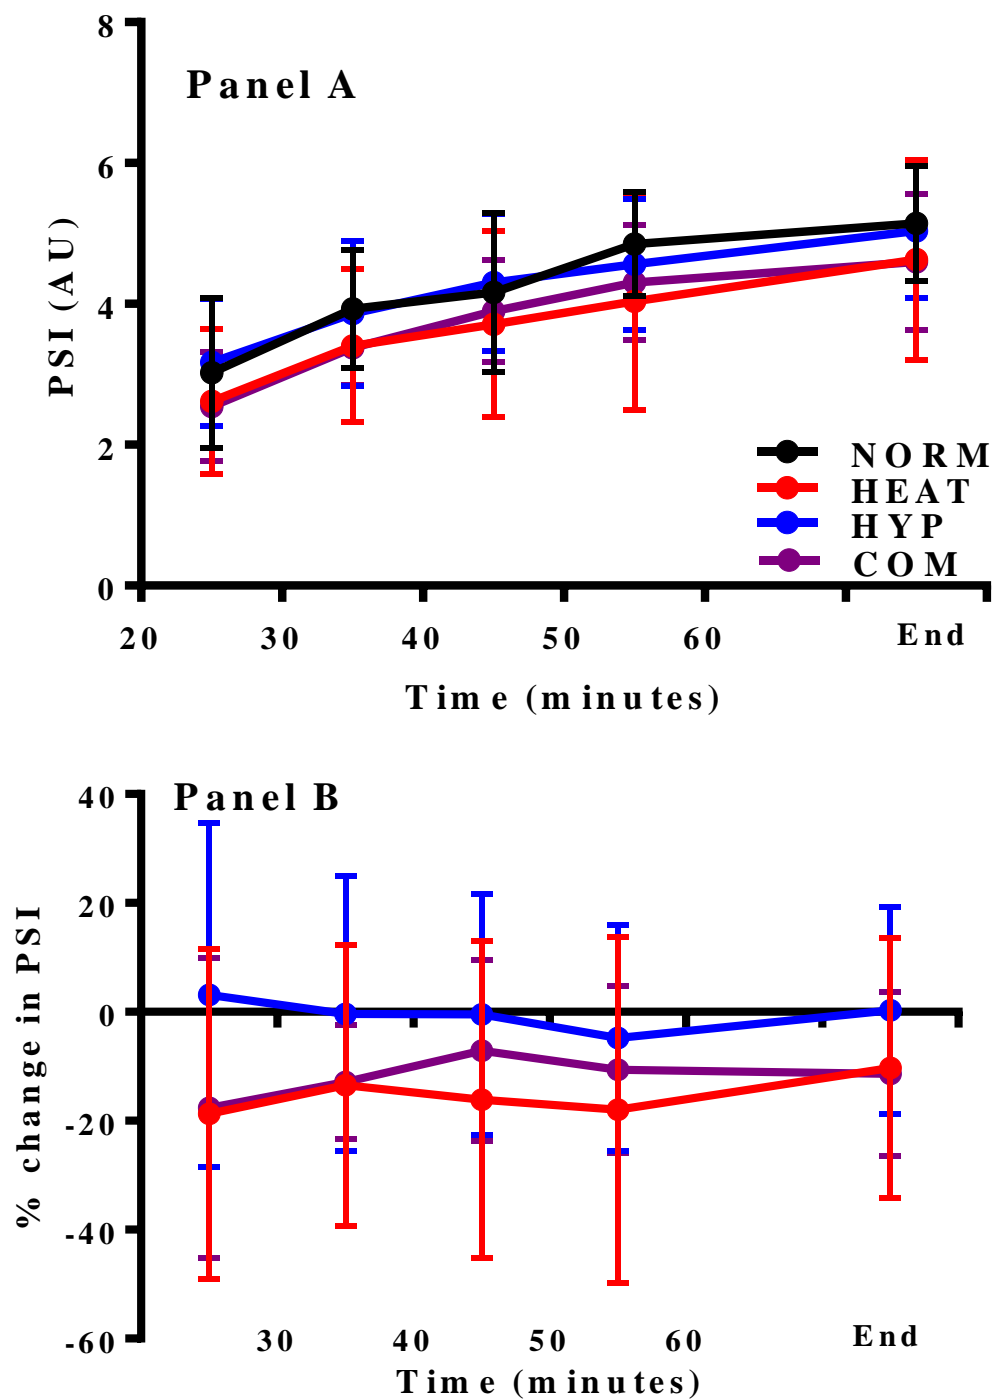 8
Panel A
6
PSI (AU)
4
2
NORM
HEAT
HYP
COM
0
20 30 40 50 60 End
Time (minutes)
40
Panel B
20
% change in PSI
0
-20
-40
-60
30 40 50 60 End
Time (minutes)